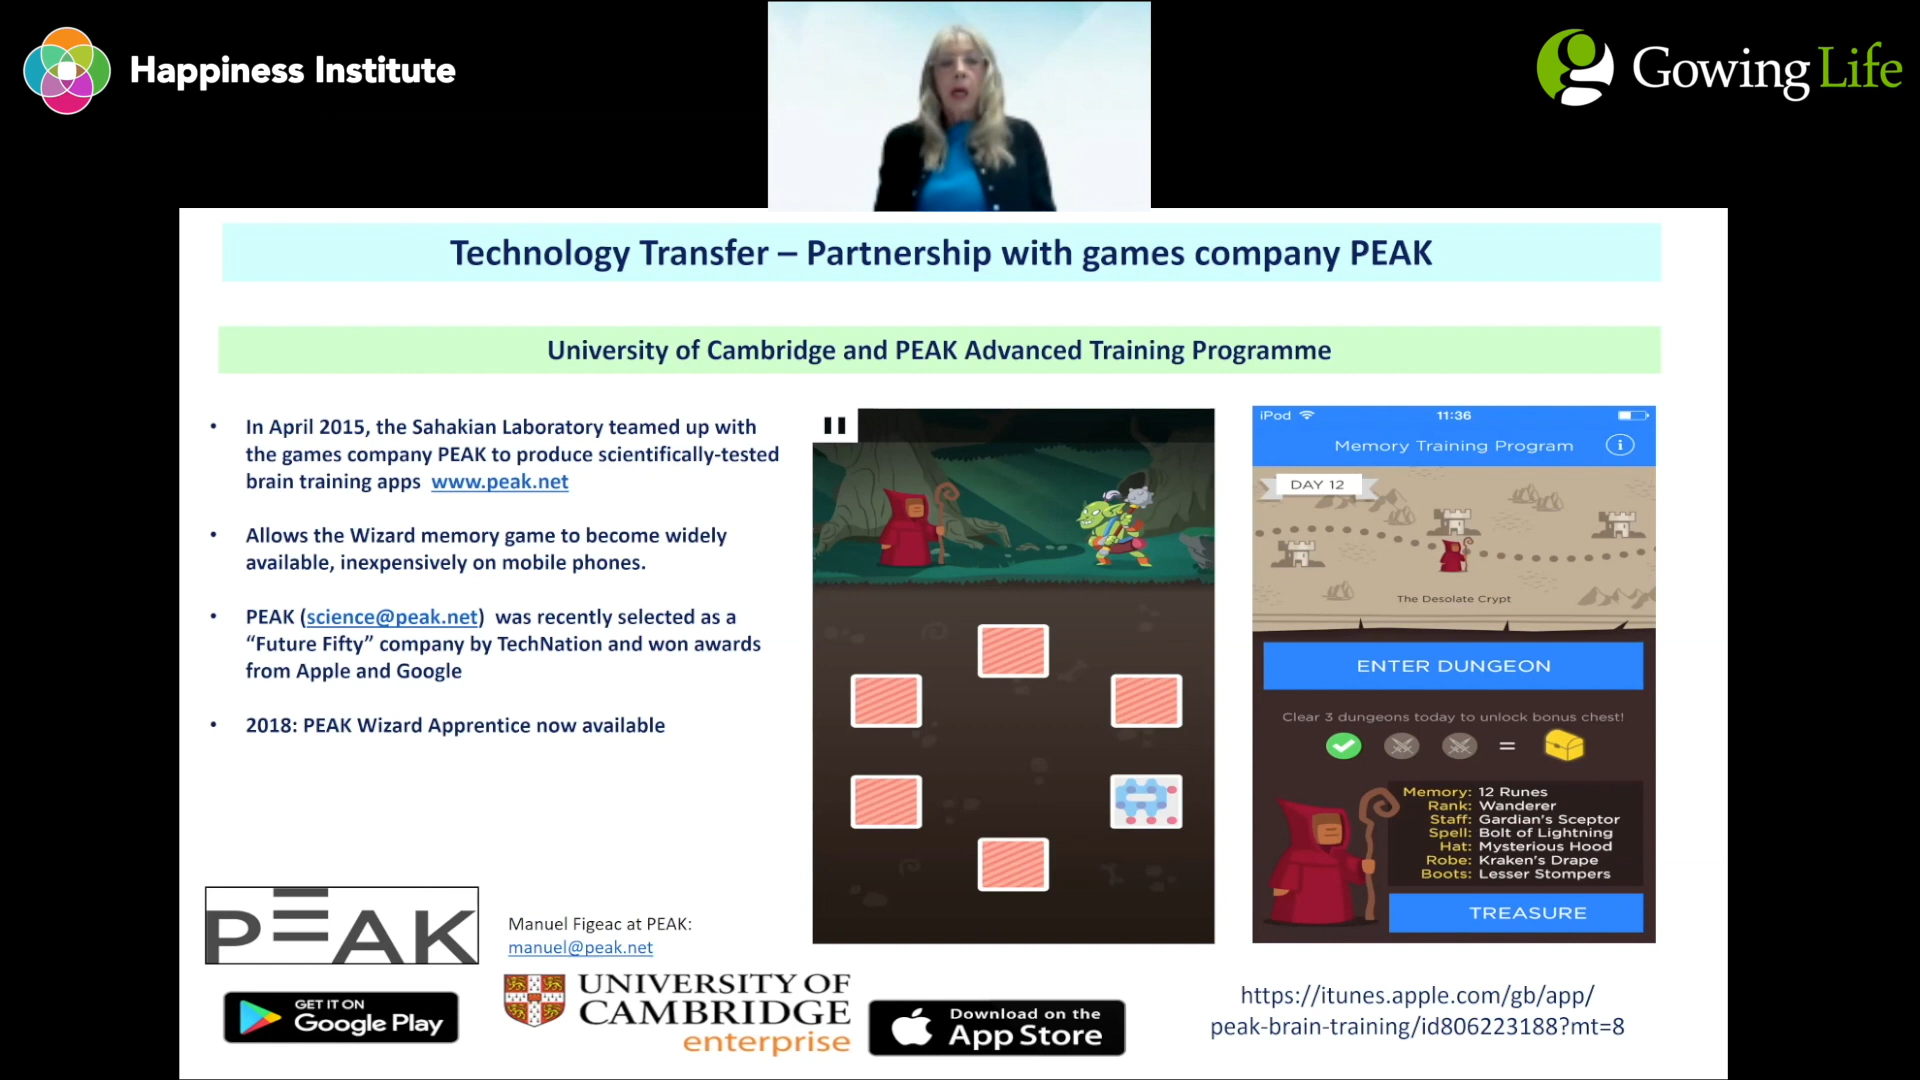 Happiness Institute
Gowing Life
Technology Transfer – Partnership with games company PEAK
University of Cambridge and PEAK Advanced Training Programme
• In April 2015, the Sahakian Laboratory teamed up with
the games company PEAK to produce scientifically-tested
brain training apps www.peak.net
• Allows the Wizard memory game to become widely
available, inexpensively on mobile phones.
• PEAK (science@peak.net) was recently selected as a
“Future Fifty” company by TechNation and won awards
from Apple and Google
• 2018: PEAK Wizard Apprentice now available
iPod 11:36
Memory Training Program
DAY 12
The Desolate Crypt
ENTER DUNGEON
Clear 3 dungeons today to unlock bonus chest!
=
Memory: 12 Runes
Rank: Wanderer
Staff: Gardian's Sceptor
Spell: Bolt of Lightning
Hat: Mysterious Hood
Robe: Kraken's Drape
Boots: Lesser Stompers
TREASURE
PEAK
Manuel Figeac at PEAK:
manuel@peak.net
GET IT ON
Google Play
UNIVERSITY OF
CAMBRIDGE
enterprise
Download on the
App Store
https://itunes.apple.com/gb/app/
peak-brain-training/id806223188?mt=8